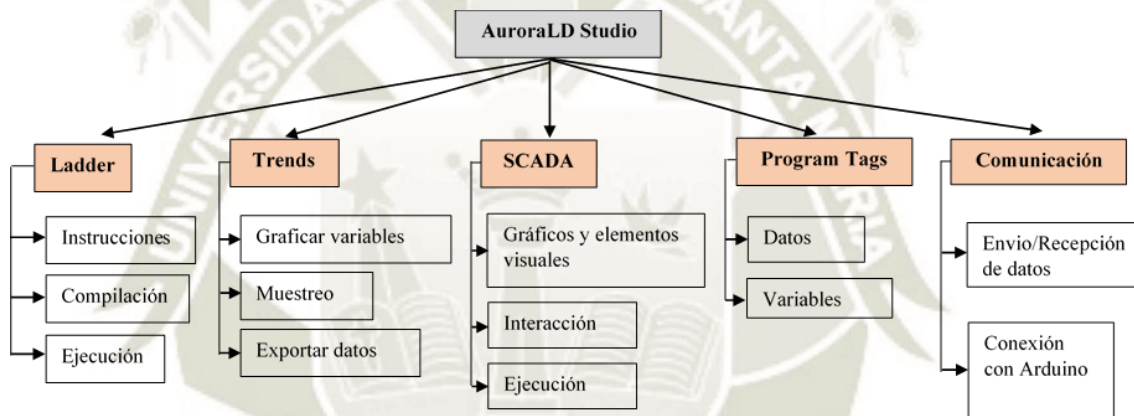 AuroraLD Studio
Ladder
Instrucciones
Compilación
Ejecución
Trends
Graficar variables
Muestreo
Exportar datos
SCADA
Gráficos y elementos
visuales
Interacción
Ejecución
Program Tags
Datos
Variables
Comunicación
Envio/Recepción
de datos
Conexión
con Arduino